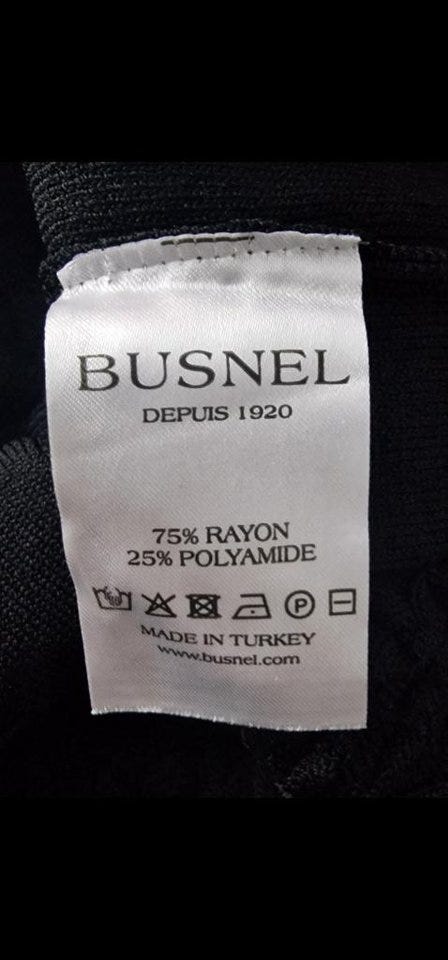 BUSNEL
DEPUIS 1920
75% RAYON
25% POLYAMIDE
P
MADE IN TURKEY
www.busnel.com